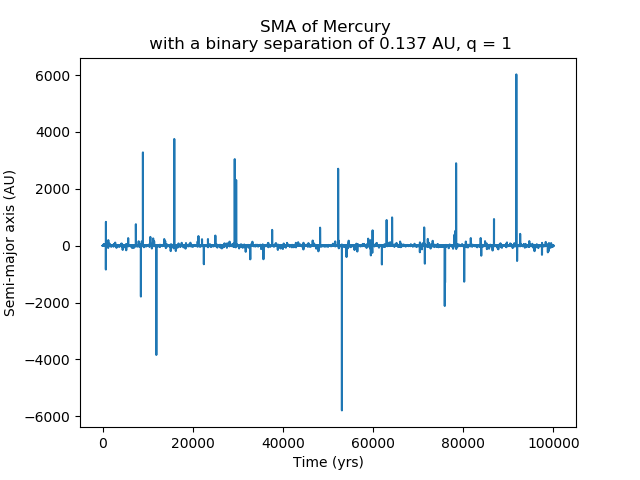 SMA of Mercury
with a binary separation of 0.137 AU, q = 1
6000
4000
2000
0
−2000
−4000
−6000
Semi-major axis (AU)
0 20000 40000 60000 80000 100000
Time (yrs)